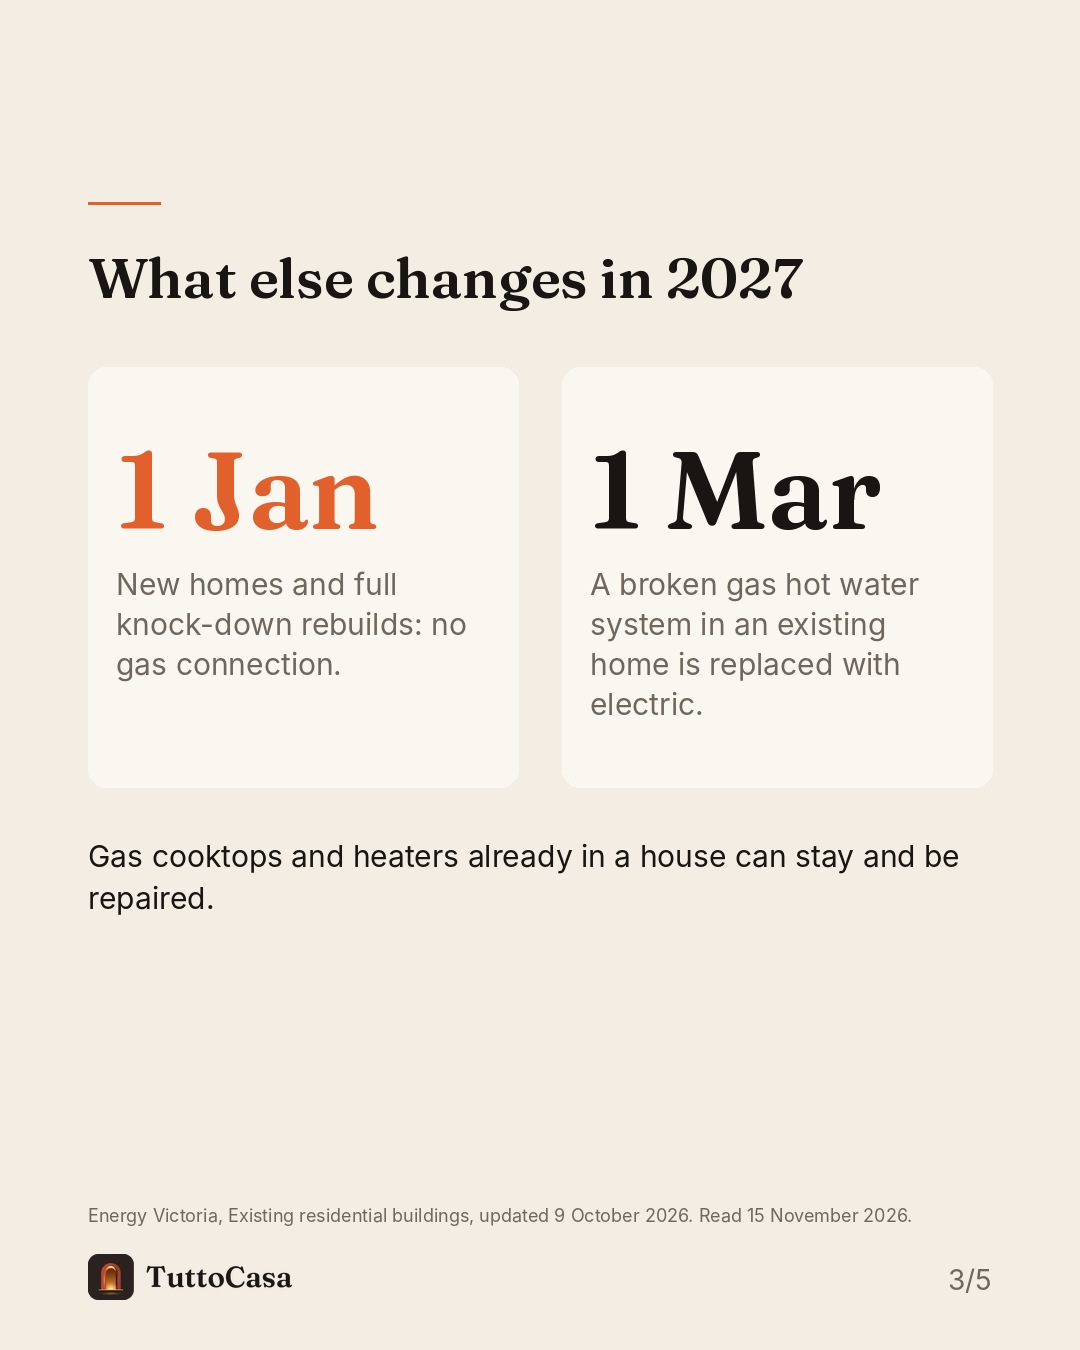 What else changes in 2027
1 Jan
New homes and full
knock-down rebuilds: no
gas connection.
1 Mar
A broken gas hot water
system in an existing
home is replaced with
electric.
Gas cooktops and heaters already in a house can stay and be
repaired.
Energy Victoria, Existing residential buildings, updated 9 October 2026. Read 15 November 2026.
TuttoCasa
3/5